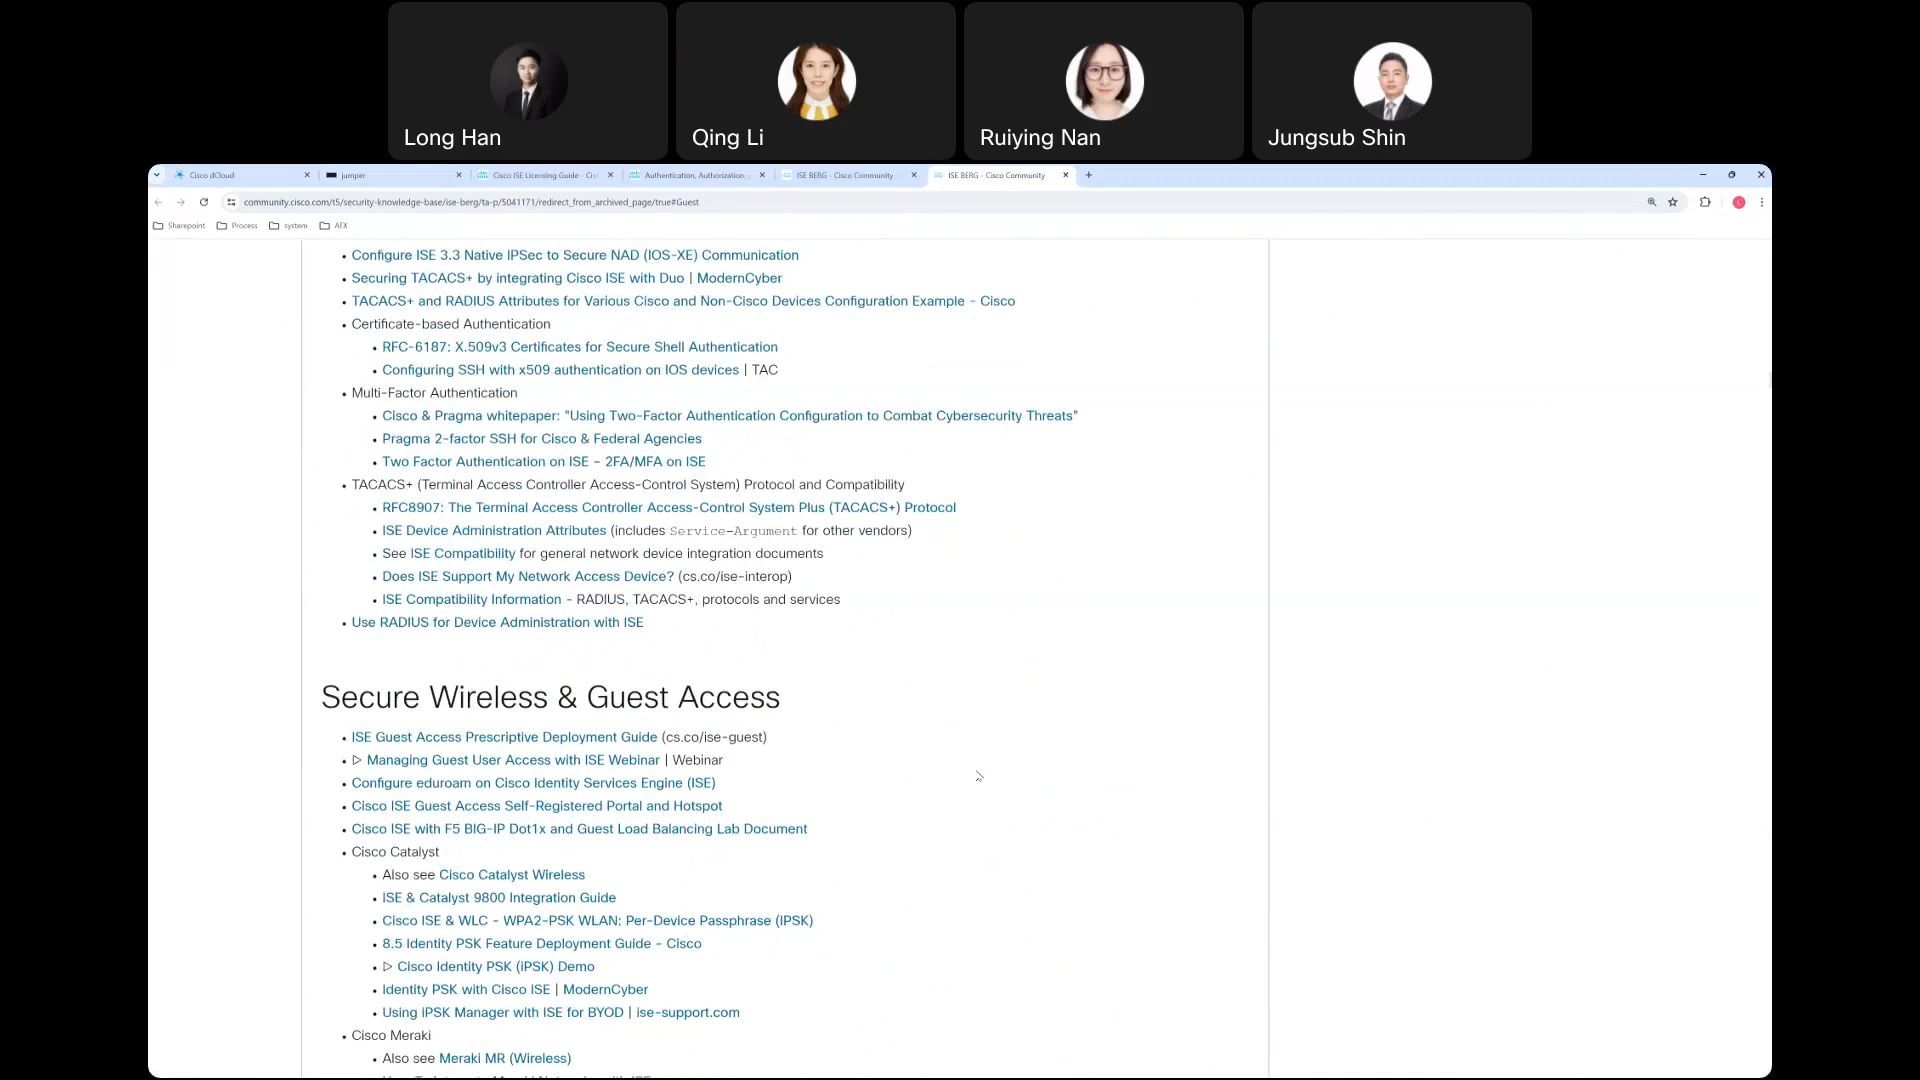 Long Han
Qing Li
Ruiying Nan
Jungsub Shin
Cisco dCloud
jumper
Cisco ISE Licensing Guide - Cisc
Authentication, Authorization,
ISE BERG - Cisco Community
ISE BERG - Cisco Community
community.cisco.com/t5/security-knowledge-base/ise-berg/ta-p/5041171/redirect_from_archived_page/true#Guest
Sharepoint
Process
system
ATX
Configure ISE 3.3 Native IPSec to Secure NAD (IOS-XE) Communication
Securing TACACS+ by integrating Cisco ISE with Duo | ModernCyber
TACACS+ and RADIUS Attributes for Various Cisco and Non-Cisco Devices Configuration Example - Cisco
Certificate-based Authentication
RFC-6187: X.509v3 Certificates for Secure Shell Authentication
Configuring SSH with x509 authentication on IOS devices | TAC
Multi-Factor Authentication
Cisco & Pragma whitepaper: "Using Two-Factor Authentication Configuration to Combat Cybersecurity Threats"
Pragma 2-factor SSH for Cisco & Federal Agencies
Two Factor Authentication on ISE – 2FA/MFA on ISE
TACACS+ (Terminal Access Controller Access-Control System) Protocol and Compatibility
RFC8907: The Terminal Access Controller Access-Control System Plus (TACACS+) Protocol
ISE Device Administration Attributes (includes Service-Argument for other vendors)
See ISE Compatibility for general network device integration documents
Does ISE Support My Network Access Device? (cs.co/ise-interop)
ISE Compatibility Information - RADIUS, TACACS+, protocols and services
Use RADIUS for Device Administration with ISE
Secure Wireless & Guest Access
ISE Guest Access Prescriptive Deployment Guide (cs.co/ise-guest)
▷ Managing Guest User Access with ISE Webinar | Webinar
Configure eduroam on Cisco Identity Services Engine (ISE)
Cisco ISE Guest Access Self-Registered Portal and Hotspot
Cisco ISE with F5 BIG-IP Dot1x and Guest Load Balancing Lab Document
Cisco Catalyst
Also see Cisco Catalyst Wireless
ISE & Catalyst 9800 Integration Guide
Cisco ISE & WLC - WPA2-PSK WLAN: Per-Device Passphrase (IPSK)
8.5 Identity PSK Feature Deployment Guide - Cisco
▷ Cisco Identity PSK (iPSK) Demo
Identity PSK with Cisco ISE | ModernCyber
Using iPSK Manager with ISE for BYOD | ise-support.com
Cisco Meraki
Also see Meraki MR (Wireless)